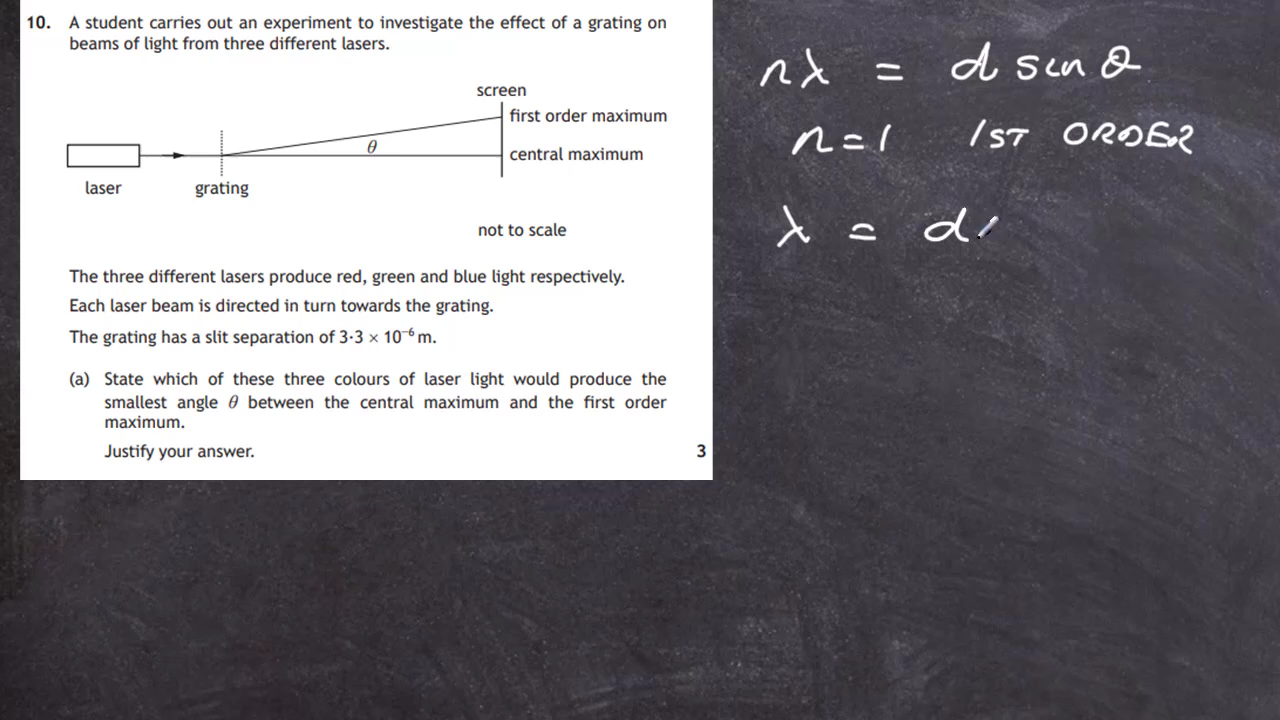 10. A student carries out an experiment to investigate the effect of a grating on
beams of light from three different lasers.
screen
first order maximum
θ
central maximum
laser
grating
not to scale
The three different lasers produce red, green and blue light respectively.
Each laser beam is directed in turn towards the grating.
The grating has a slit separation of 3·3 × 10⁻⁶ m.
(a) State which of these three colours of laser light would produce the
smallest angle θ between the central maximum and the first order
maximum.
Justify your answer.
3
nλ = d sin θ
n = 1 1ST ORDER
λ = d